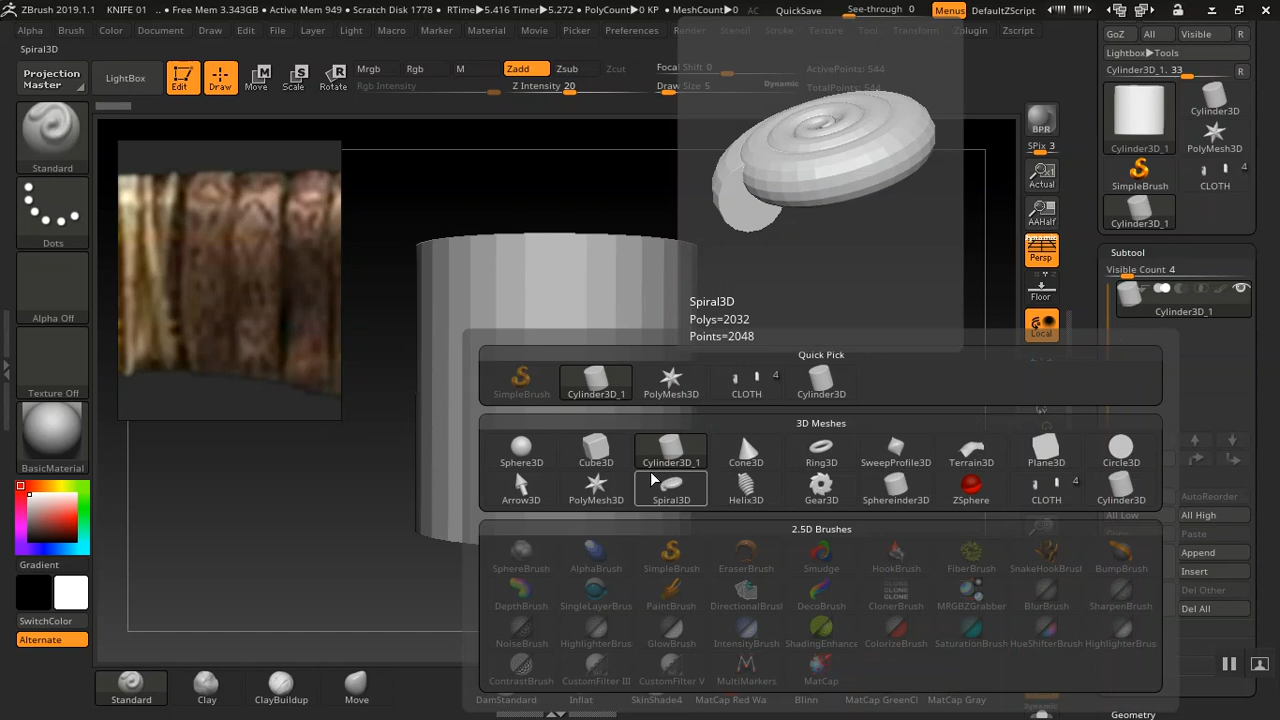 ZBrush 2019.1.1 KNIFE 01 • Free Mem 3.343GB • Active Mem 949 • Scratch Disk 1778 • RTime▸5.416 Timer▸5.272 • PolyCount▸0 KP • MeshCount▸0 AC QuickSave See-through 0 Menus DefaultZScript
Alpha Brush Color Document Draw Edit File Layer Light Macro Marker Material Movie Picker Preferences Render Stencil Stroke Texture Tool Transform Zplugin Zscript
GoZ All Visible R
Spiral3D
Lightbox▶Tools
Projection Master
LightBox
Edit
Draw
Move
Scale
Rotate
Mrgb Rgb M Zadd Zsub Zcut
Rgb Intensity Z Intensity 20
Focal Shift 0
Draw Size 5
Dynamic
ActivePoints: 544
TotalPoints: 544
Cylinder3D_1. 33 R
Cylinder3D_1
Cylinder3D
PolyMesh3D
SimpleBrush
CLOTH 4
Cylinder3D_1
BPR
SPix 3
Actual
AAHalf
Dynamic
Persp
Floor
Local
Standard
Dots
Alpha Off
Texture Off
BasicMaterial
Gradient
SwitchColor
Alternate
Subtool
Visible Count 4
Cylinder3D_1
Spiral3D
Polys=2032
Points=2048
Quick Pick
SimpleBrush Cylinder3D_1 PolyMesh3D CLOTH 4 Cylinder3D
3D Meshes
Sphere3D Cube3D Cylinder3D_1 Cone3D Ring3D SweepProfile3D Terrain3D Plane3D Circle3D
Arrow3D PolyMesh3D Spiral3D Helix3D Gear3D Sphereinder3D ZSphere CLOTH 4 Cylinder3D
2.5D Brushes
SphereBrush AlphaBrush SimpleBrush EraserBrush Smudge HookBrush FiberBrush SnakeHookBrush BumpBrush
DepthBrush SingleLayerBrus PaintBrush DirectionalBrusl DecoBrush ClonerBrush MRGBZGrabber BlurBrush SharpenBrush
NoiseBrush HighlighterBrus GlowBrush IntensityBrush ShadingEnhance ColorizeBrush SaturationBrush HueShifterBrush HighlighterBrus
ContrastBrush CustomFilter III CustomFilter V MultiMarkers MatCap
AutoReorder
All Low All High
Append
Insert
Del Other
Del All
Standard Clay ClayBuildup Move
DamStandard Inflat SkinShade4 MatCap Red Wa Blinn MatCap GreenCl MatCap Gray
Geometry